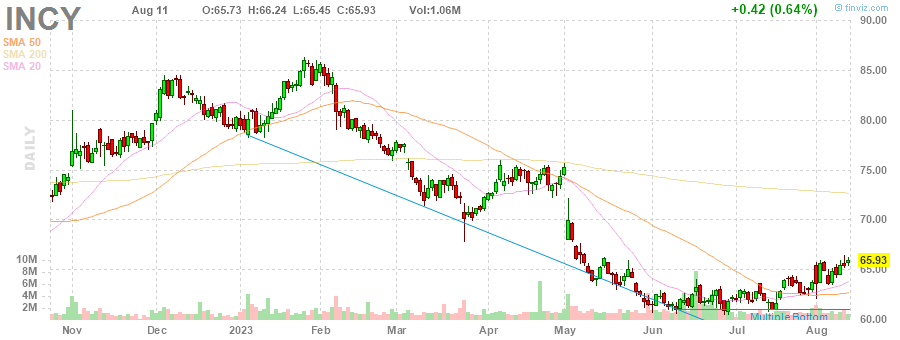 INCY Aug 11 O:65.73 H:66.24 L:65.45 C:65.93 Vol:1.06M +0.42 (0.64%) finviz.com
SMA 50
SMA 200
SMA 20
DAILY
90.00
85.00
80.00
75.00
70.00
65.93
65.00
60.00
10M
8M
6M
4M
2M
Multiple Bottom
Nov Dec 2023 Feb Mar Apr May Jun Jul Aug